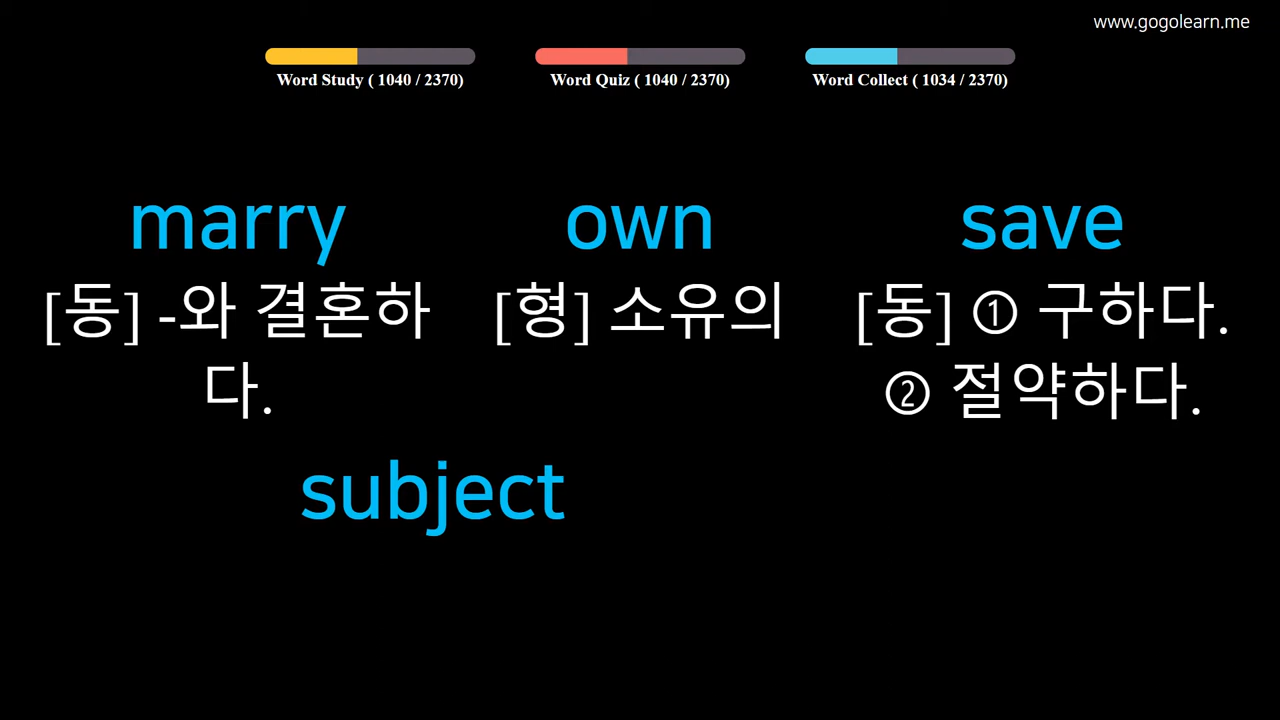 www.gogolearn.me
Word Study ( 1040 / 2370)
Word Quiz ( 1040 / 2370)
Word Collect ( 1034 / 2370)
marry
[동] -와 결혼하
다.
own
[형] 소유의
save
[동] ① 구하다.
② 절약하다.
subject